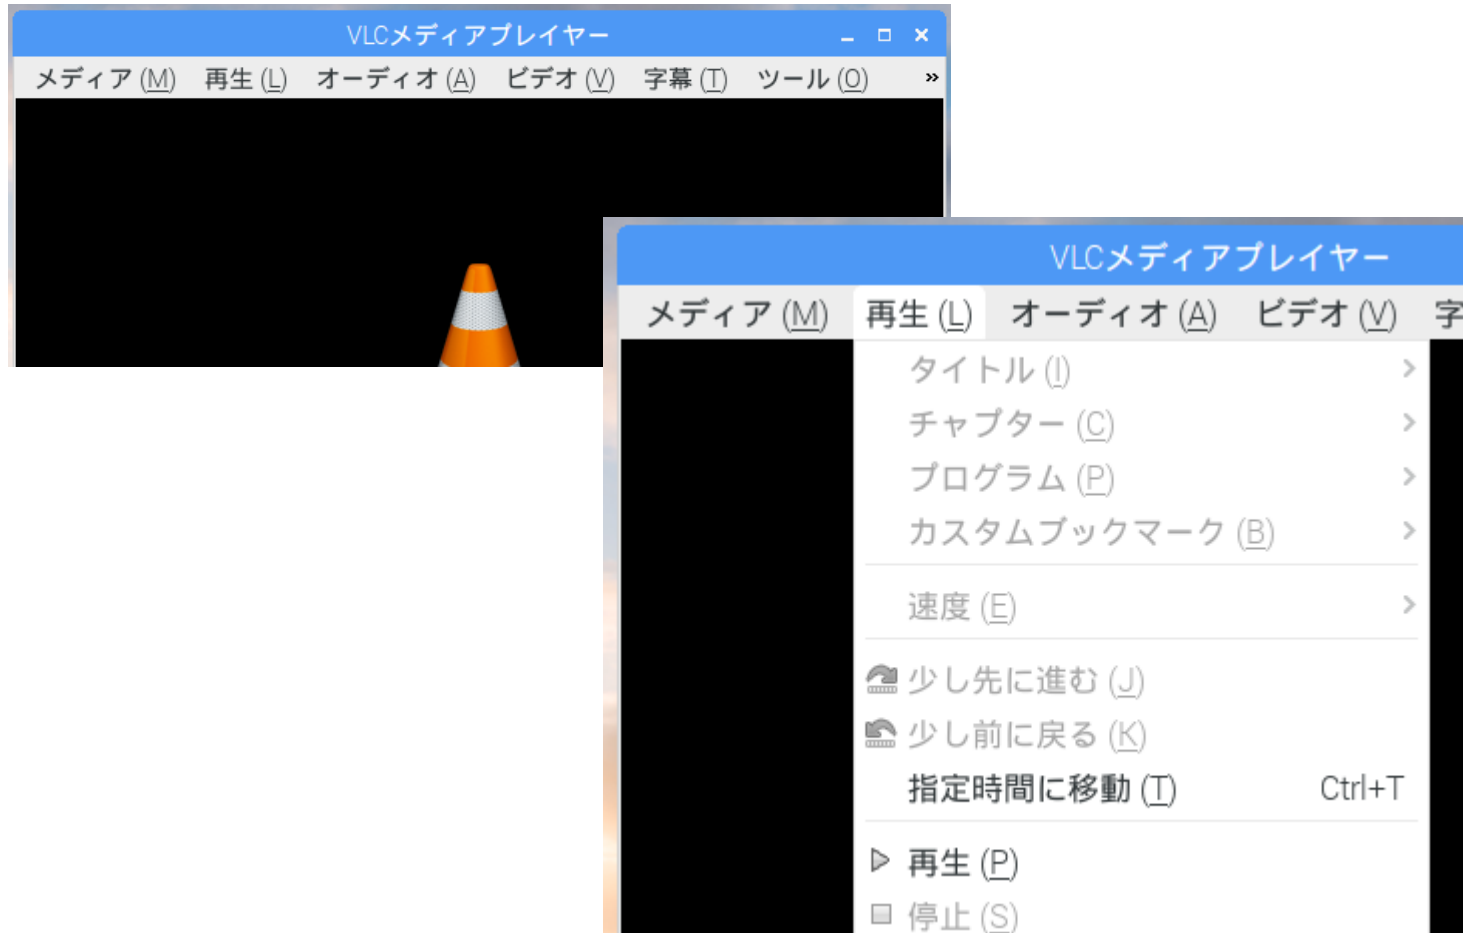 VLCメディアプレイヤー
メディア (M) 再生 (L) オーディオ (A) ビデオ (V) 字幕 (T) ツール (O) »
VLCメディアプレイヤー
メディア (M) 再生 (L) オーディオ (A) ビデオ (V) 字
タイトル (I)
チャプター (C)
プログラム (P)
カスタムブックマーク (B)
速度 (E)
少し先に進む (J)
少し前に戻る (K)
指定時間に移動 (T) Ctrl+T
再生 (P)
停止 (S)